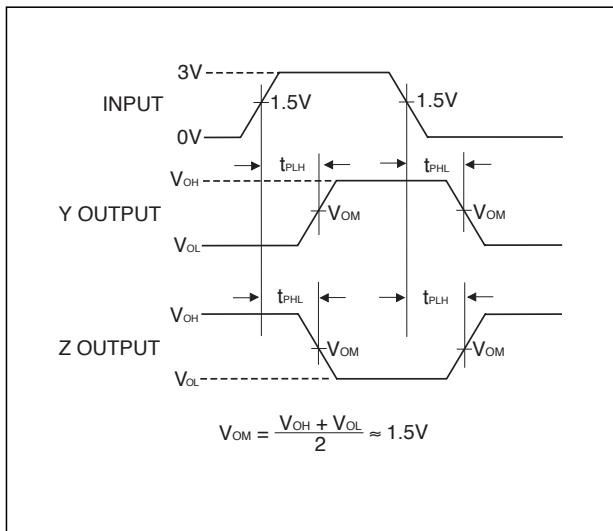 3V
INPUT
1.5V
1.5V
0V
tPLH
tPHL
VOH
Y OUTPUT
VOM
VOM
VOL
tPHL
tPLH
VOH
Z OUTPUT
VOM
VOM
VOL
VOM = VOH + VOL / 2 ≈ 1.5V